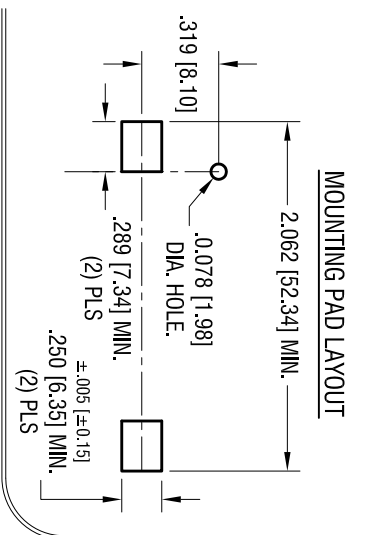 MOUNTING PAD LAYOUT
2.062 [52.34] MIN.
.319 [8.10]
.0.078 [1.98]
DIA. HOLE.
.289 [7.34] MIN.
(2) PLS
±.005 [±0.15]
.250 [6.35] MIN.
(2) PLS